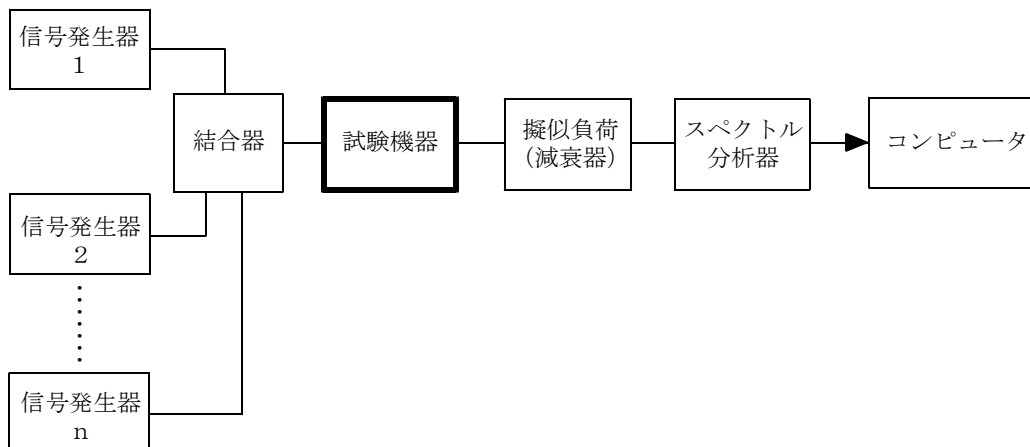 信号発生器
1
結合器
試験機器
擬似負荷
（減衰器）
スペクトル
分析器
コンピュータ
信号発生器
2
信号発生器
n